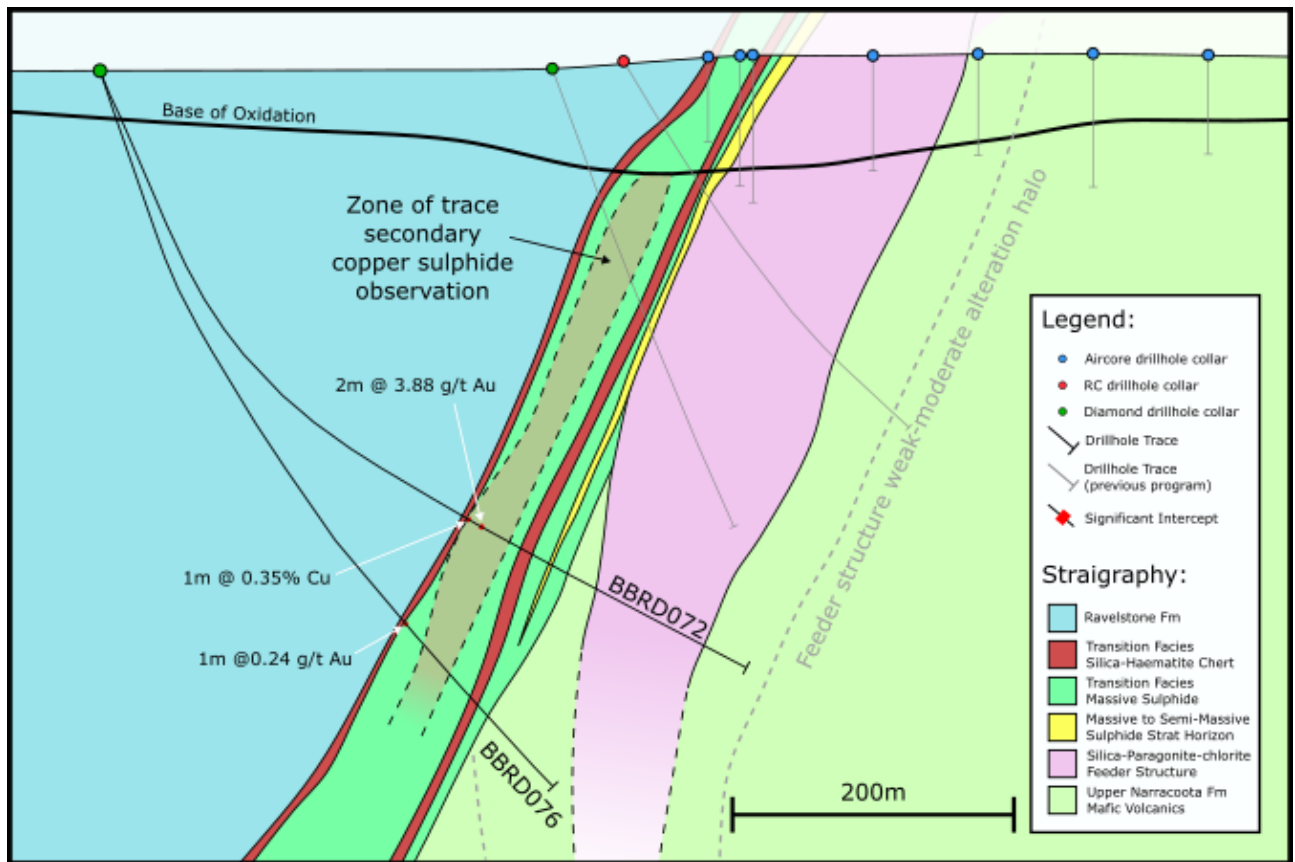 Base of Oxidation
Zone of trace
secondary
copper sulphide
observation
2m @ 3.88 g/t Au
1m @ 0.35% Cu
1m @0.24 g/t Au
BBRD072
BBRD076
Feeder structure weak-moderate alteration halo
200m
Legend:
Aircore drillhole collar
RC drillhole collar
Diamond drillhole collar
Drillhole Trace
Drillhole Trace
(previous program)
Significant Intercept
Straigraphy:
Ravelstone Fm
Transition Facies
Silica-Haematite Chert
Transition Facies
Massive Sulphide
Massive to Semi-Massive
Sulphide Strat Horizon
Silica-Paragonite-chlorite
Feeder Structure
Upper Narracoota Fm
Mafic Volcanics